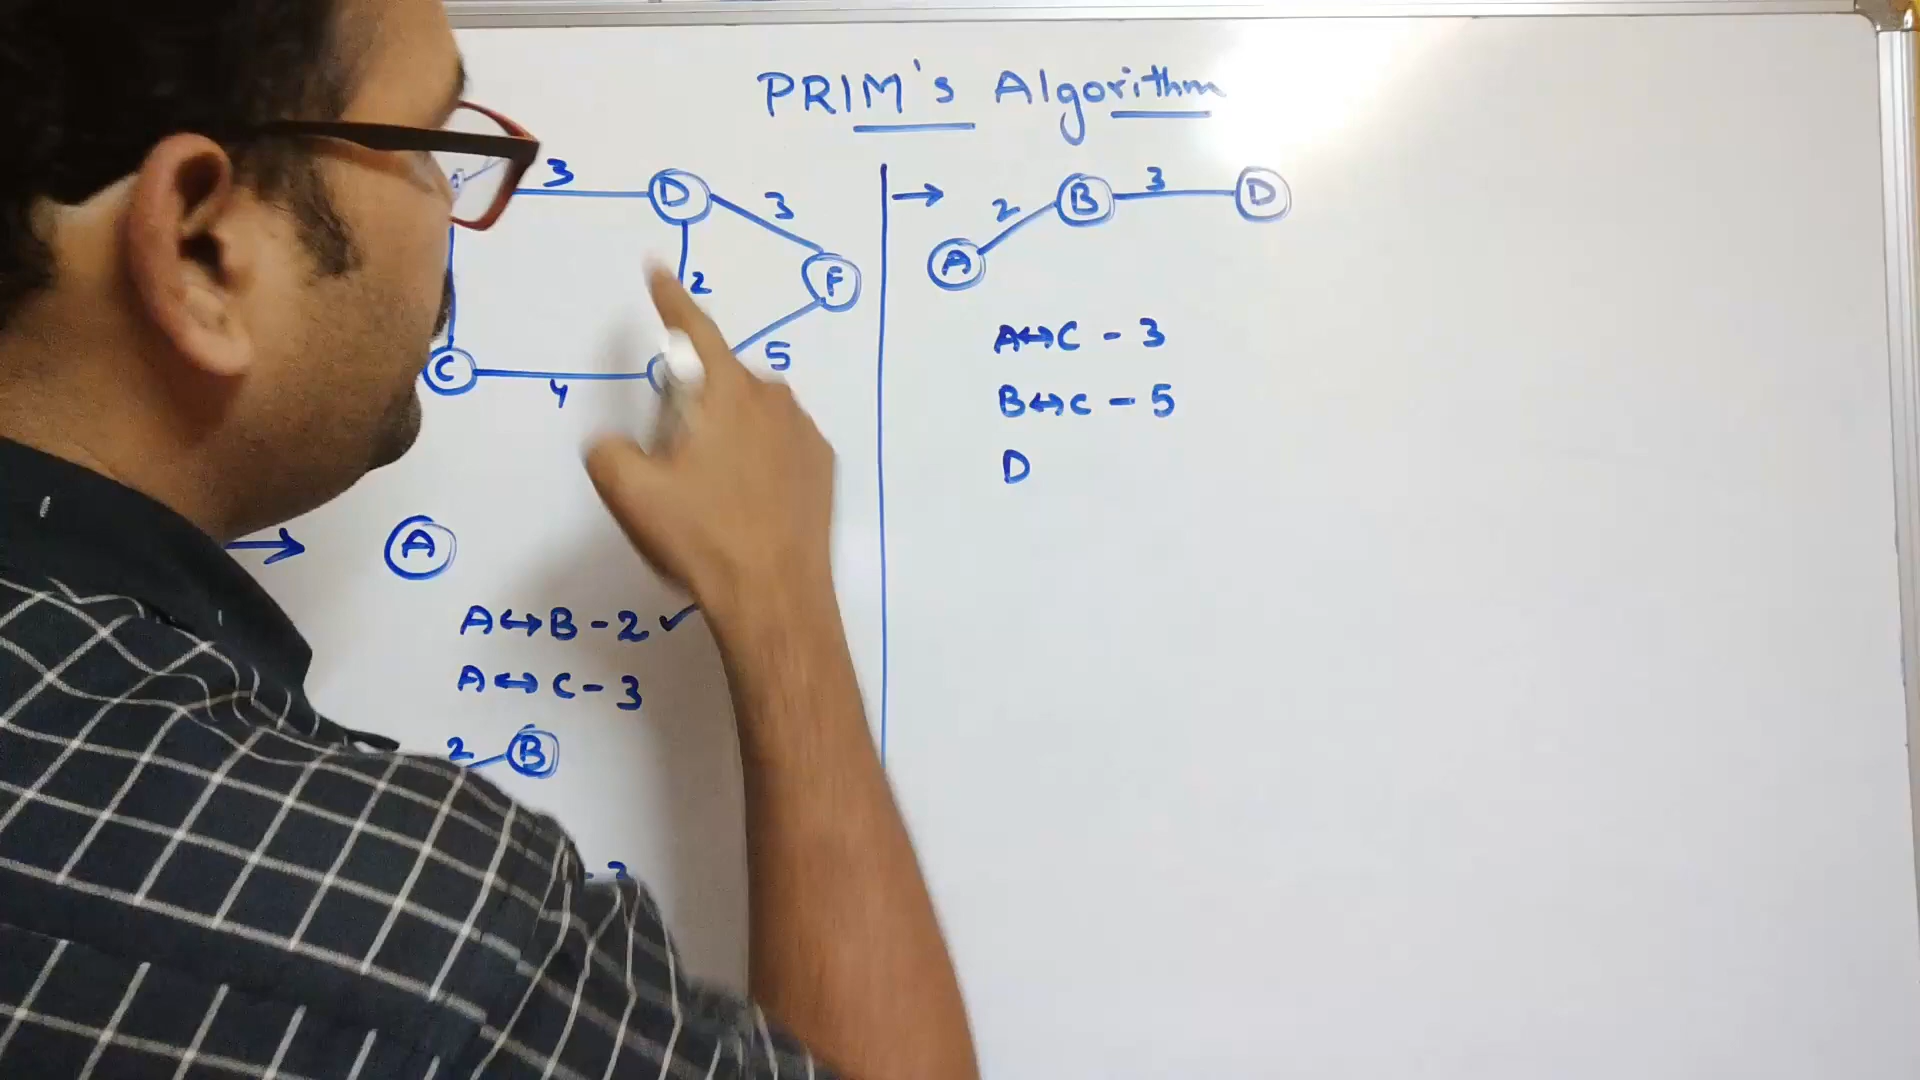 PRIM's Algorithm
3
D
3
F
2
5
C
4
→ A
A↔B - 2 ✓
A↔C - 3
2
B
→
A
2
B
3
D
A↔C - 3
B↔C - 5
D